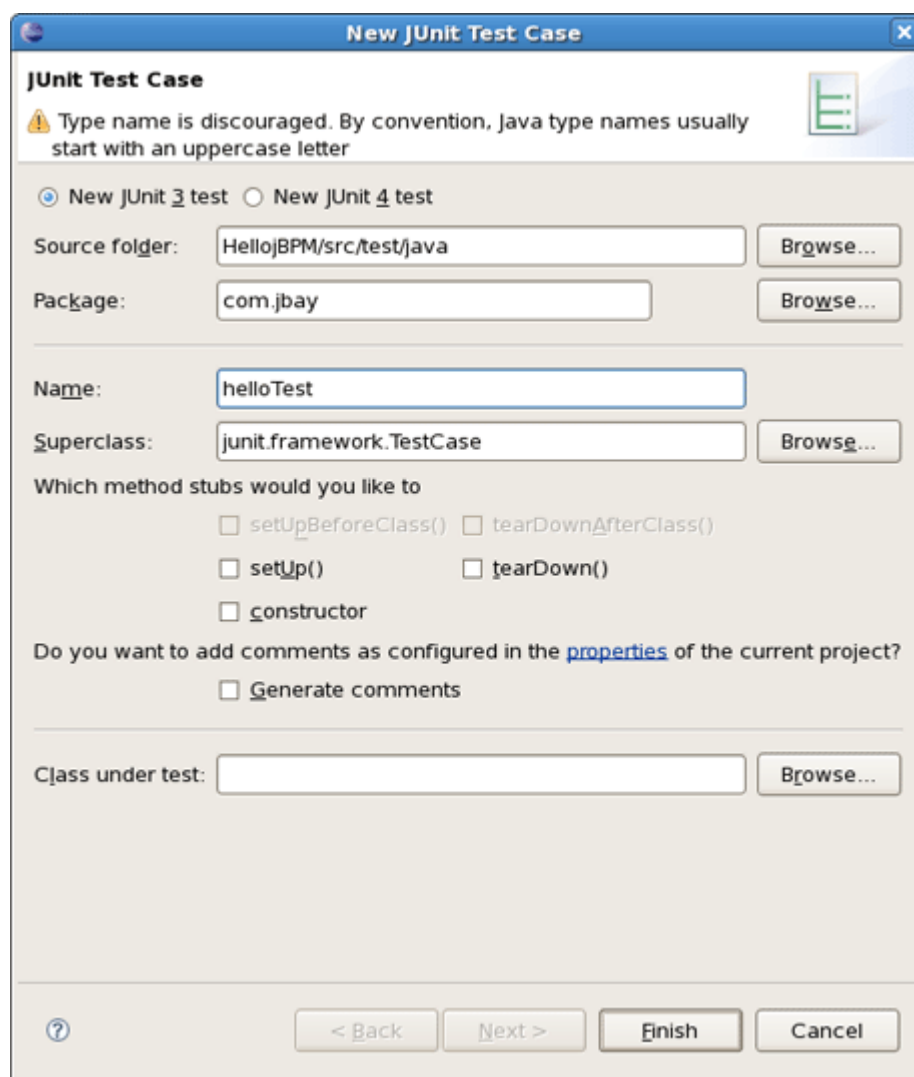 New JUnit Test Case
JUnit Test Case
Type name is discouraged. By convention, Java type names usually
start with an uppercase letter
New JUnit 3 test New JUnit 4 test
Source folder: HellojBPM/src/test/java Browse...
Package: com.jbay Browse...
Name: helloTest
Superclass: junit.framework.TestCase Browse...
Which method stubs would you like to
setUpBeforeClass() tearDownAfterClass()
setUp() tearDown()
constructor
Do you want to add comments as configured in the properties of the current project?
Generate comments
Class under test: Browse...
< Back Next > Finish Cancel